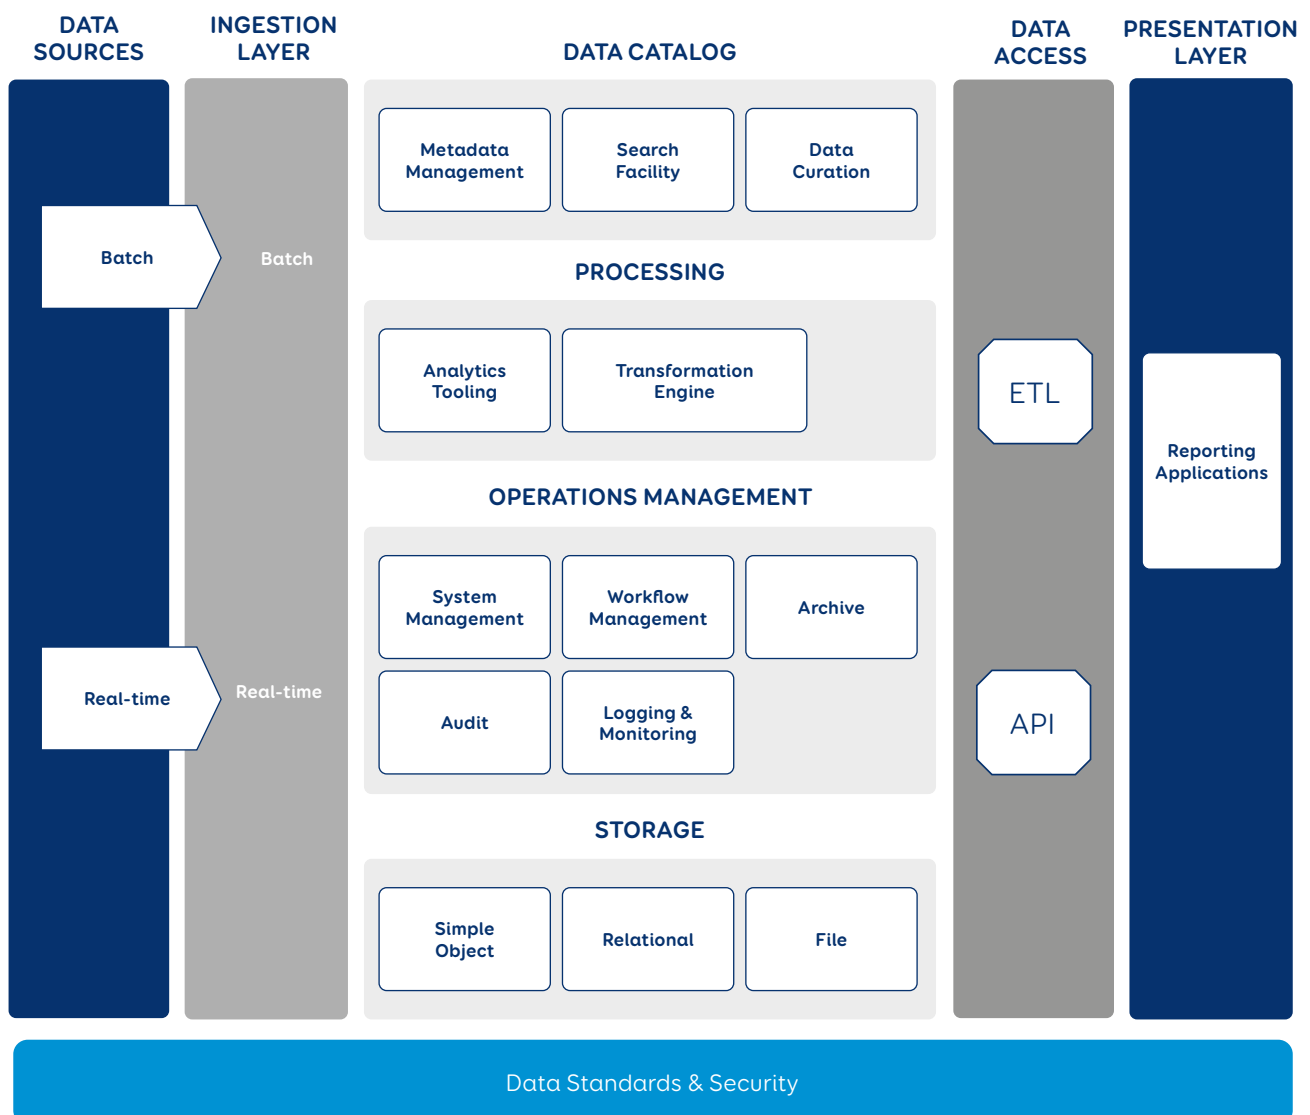 DATA
SOURCES
INGESTION
LAYER
DATA CATALOG
DATA
ACCESS
PRESENTATION
LAYER
Metadata
Management
Search
Facility
Data
Curation
Batch
Batch
PROCESSING
Analytics
Tooling
Transformation
Engine
ETL
Reporting
Applications
OPERATIONS MANAGEMENT
System
Management
Workflow
Management
Archive
Real-time
Real-time
Audit
Logging &
Monitoring
API
STORAGE
Simple
Object
Relational
File
Data Standards & Security